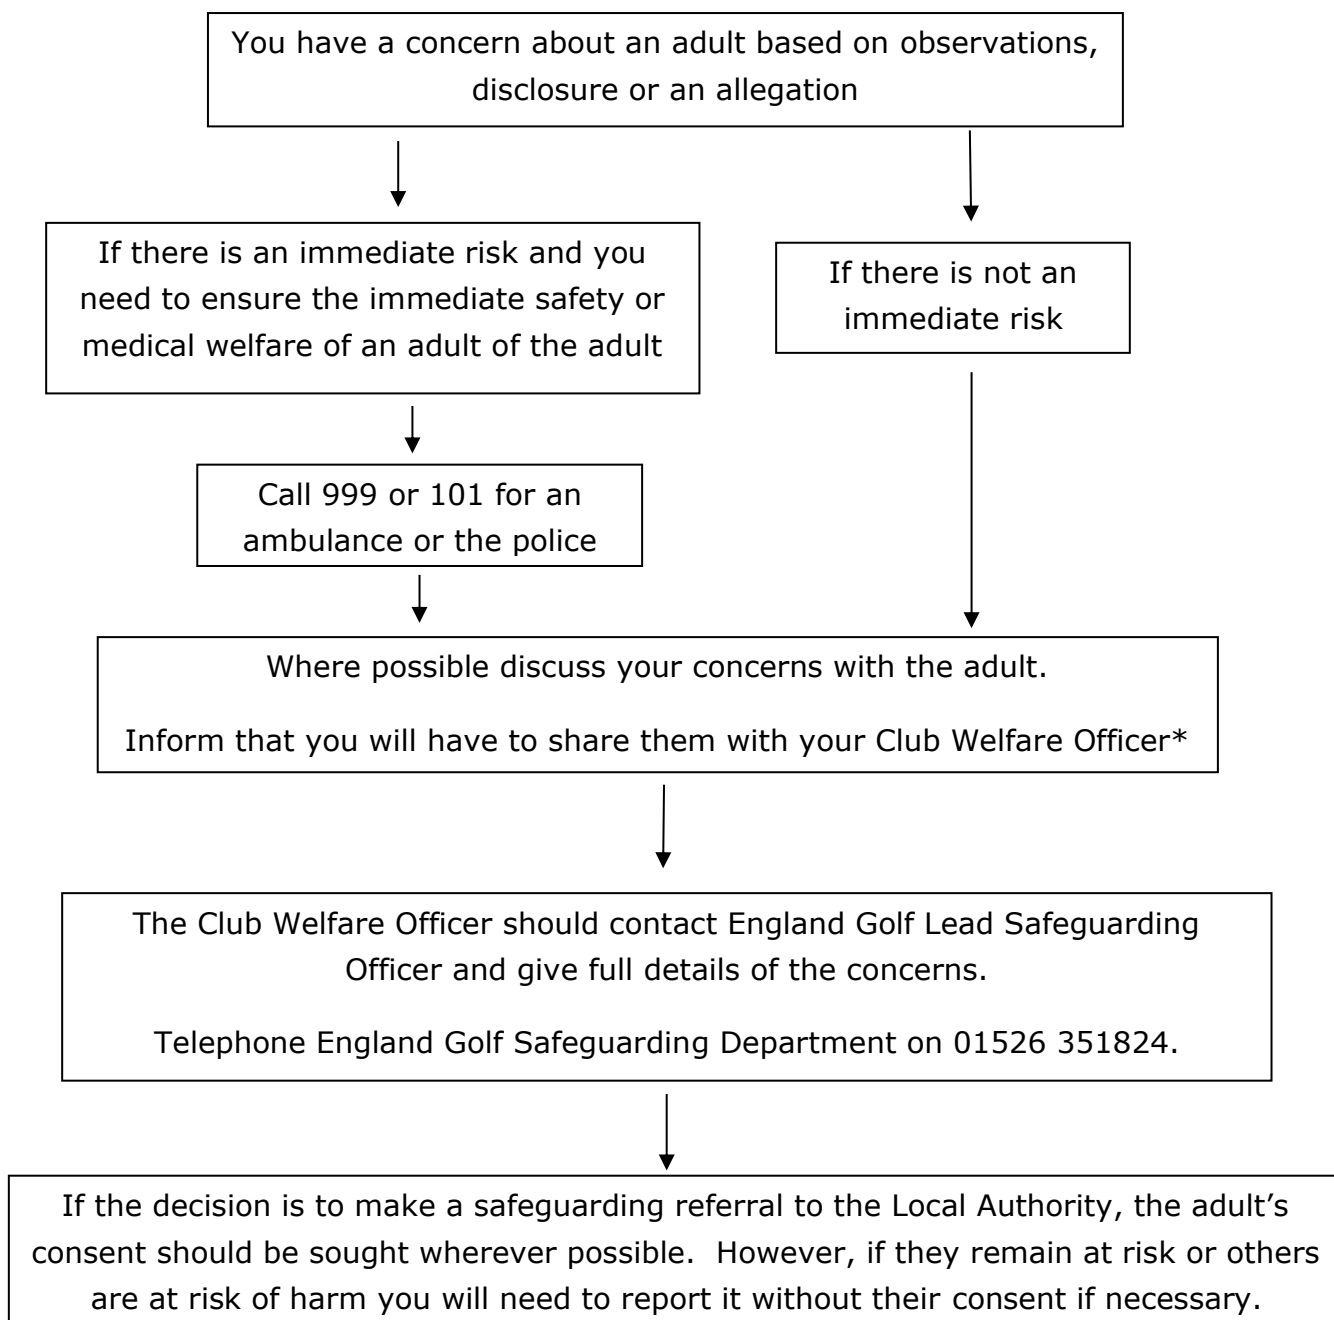 You have a concern about an adult based on observations,
disclosure or an allegation
If there is an immediate risk and you
need to ensure the immediate safety or
medical welfare of an adult of the adult
If there is not an
immediate risk
Call 999 or 101 for an
ambulance or the police
Where possible discuss your concerns with the adult.
Inform that you will have to share them with your Club Welfare Officer*
The Club Welfare Officer should contact England Golf Lead Safeguarding
Officer and give full details of the concerns.
Telephone England Golf Safeguarding Department on 01526 351824.
If the decision is to make a safeguarding referral to the Local Authority, the adult’s
consent should be sought wherever possible.  However, if they remain at risk or others
are at risk of harm you will need to report it without their consent if necessary.